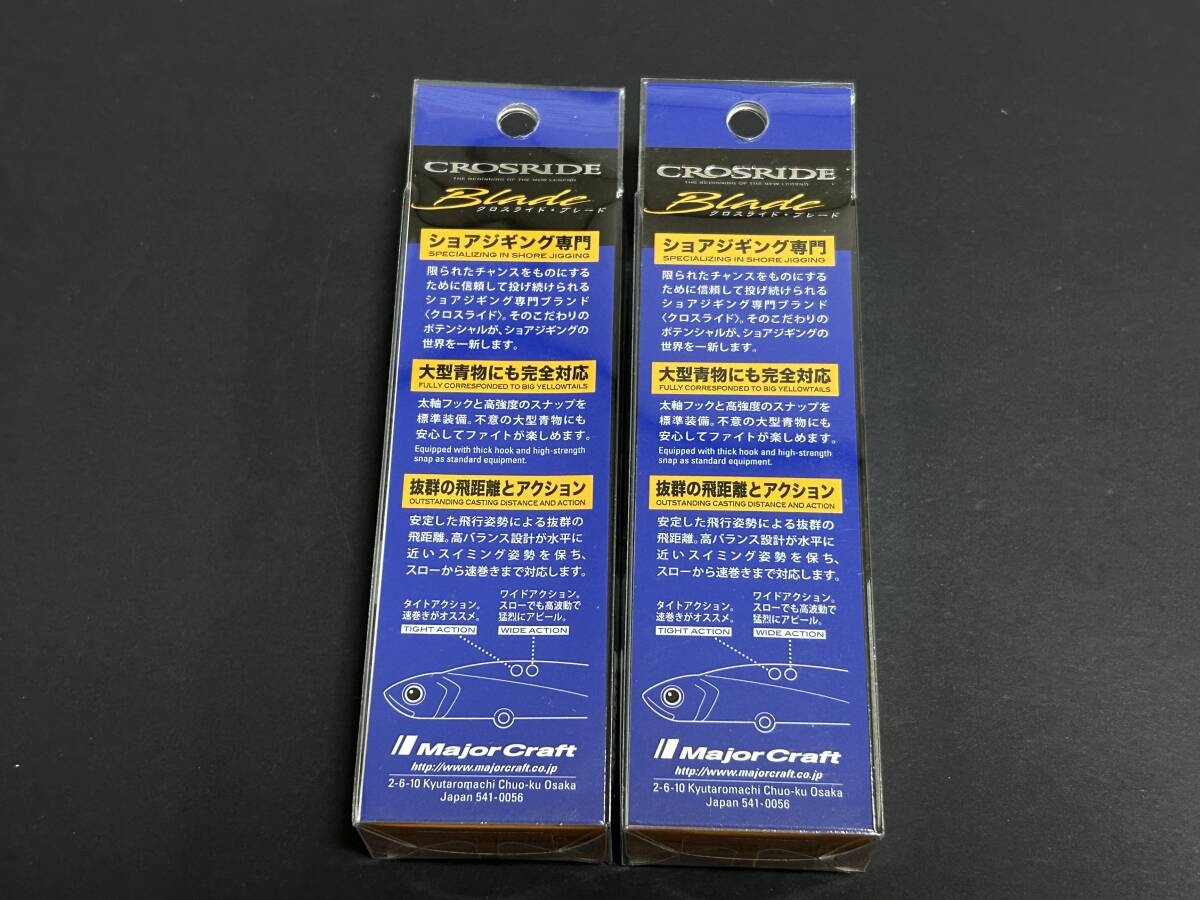 CROSRIDE
THE BEGINNING OF THE NEW LEGEND
Blade
クロスライド・ブレード
ショアジギング専門
SPECIALIZING IN SHORE JIGGING
限られたチャンスをものにする
ために信頼して投げ続けられる
ショアジギング専門ブランド
〈クロスライド〉。そのこだわりの
ポテンシャルが、ショアジギングの
世界を一新します。
大型青物にも完全対応
FULLY CORRESPONDED TO BIG YELLOWTAILS
太軸フックと高強度のスナップを
標準装備。不意の大型青物にも
安心してファイトが楽しめます。
Equipped with thick hook and high-strength
snap as standard equipment.
抜群の飛距離とアクション
OUTSTANDING CASTING DISTANCE AND ACTION
安定した飛行姿勢による抜群の
飛距離。高バランス設計が水平に
近いスイミング姿勢を保ち、
スローから速巻きまで対応します。
タイトアクション。
速巻きがオススメ。
TIGHT ACTION
ワイドアクション。
スローでも高波動で
猛烈にアピール。
WIDE ACTION
Major Craft
http://www.majorcraft.co.jp
2-6-10 Kyutaromachi Chuo-ku Osaka
Japan 541-0056
CROSRIDE
THE BEGINNING OF THE NEW LEGEND
Blade
クロスライド・ブレード
ショアジギング専門
SPECIALIZING IN SHORE JIGGING
限られたチャンスをものにする
ために信頼して投げ続けられる
ショアジギング専門ブランド
〈クロスライド〉。そのこだわりの
ポテンシャルが、ショアジギングの
世界を一新します。
大型青物にも完全対応
FULLY CORRESPONDED TO BIG YELLOWTAILS
太軸フックと高強度のスナップを
標準装備。不意の大型青物にも
安心してファイトが楽しめます。
Equipped with thick hook and high-strength
snap as standard equipment.
抜群の飛距離とアクション
OUTSTANDING CASTING DISTANCE AND ACTION
安定した飛行姿勢による抜群の
飛距離。高バランス設計が水平に
近いスイミング姿勢を保ち、
スローから速巻きまで対応します。
タイトアクション。
速巻きがオススメ。
TIGHT ACTION
ワイドアクション。
スローでも高波動で
猛烈にアピール。
WIDE ACTION
Major Craft
http://www.majorcraft.co.jp
2-6-10 Kyutaromachi Chuo-ku Osaka
Japan 541-0056